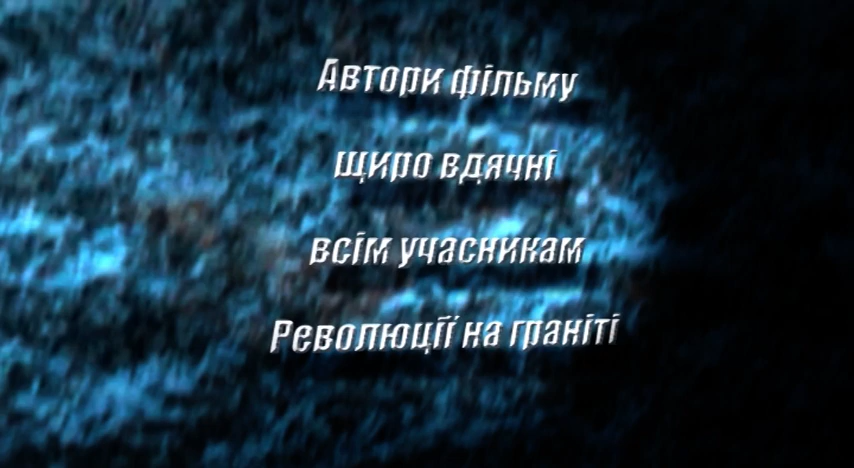 Автори фільму
щиро вдячні
всім учасникам
Революції на граніті